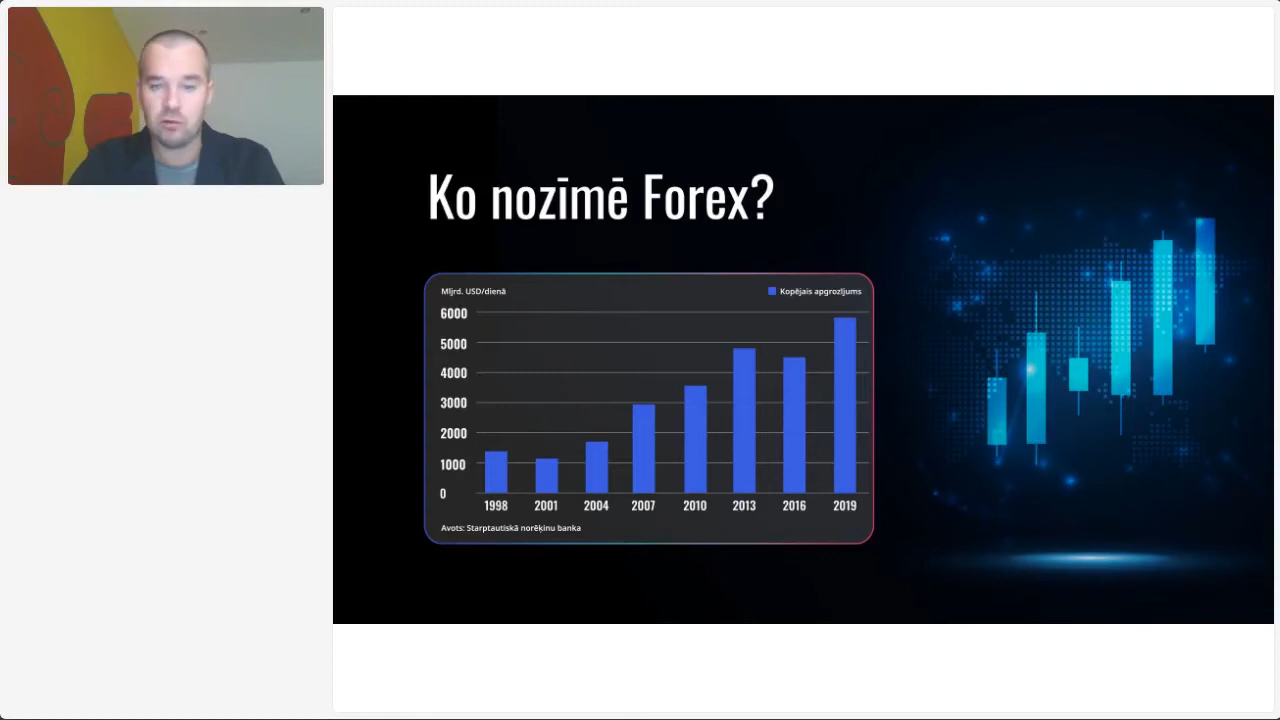 Ko nozīmē Forex?
Mljrd. USD/dienā
Kopējais apgrozījums
6000
5000
4000
3000
2000
1000
0
1998 2001 2004 2007 2010 2013 2016 2019
Avots: Starptautiskā norēķinu banka